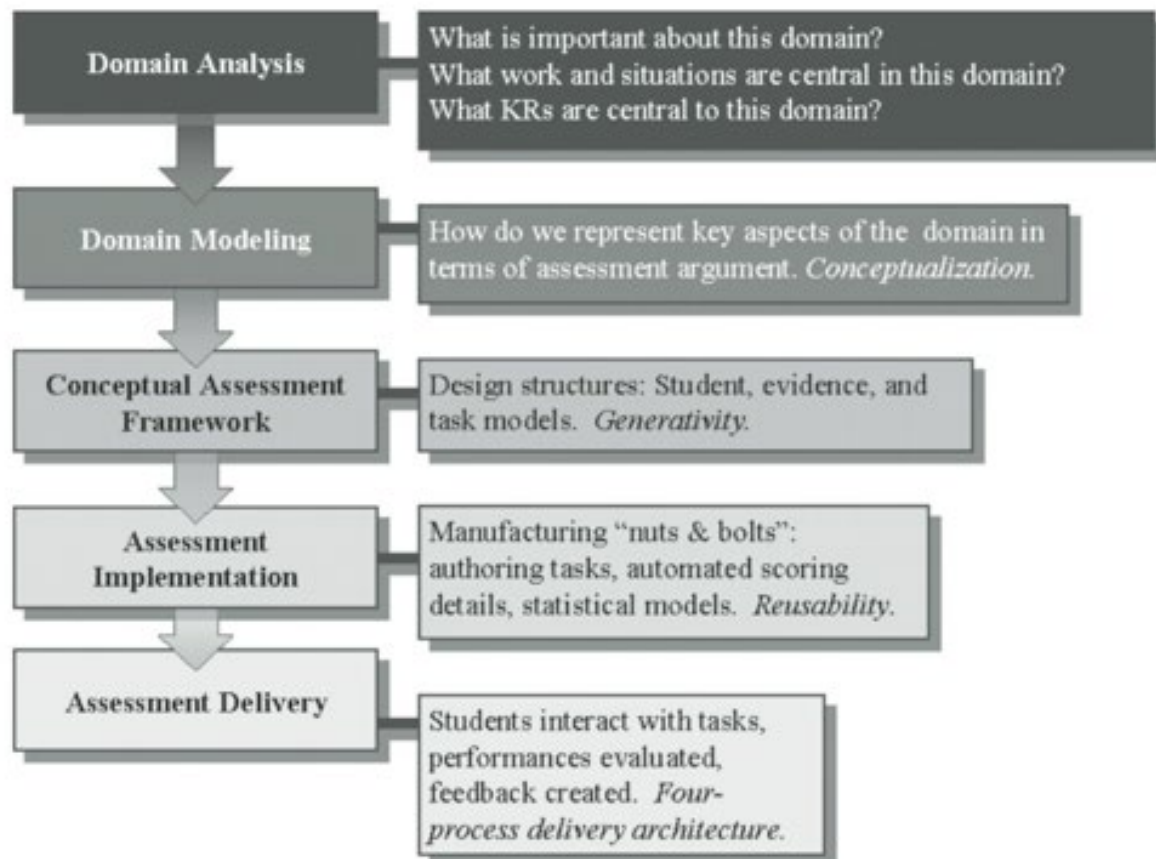 Domain Analysis
What is important about this domain?
What work and situations are central in this domain?
What KRs are central to this domain?
Domain Modeling
How do we represent key aspects of the domain in
terms of assessment argument. Conceptualization.
Conceptual Assessment
Framework
Design structures: Student, evidence, and
task models. Generativity.
Assessment
Implementation
Manufacturing “nuts & bolts”:
authoring tasks, automated scoring
details, statistical models. Reusability.
Assessment Delivery
Students interact with tasks,
performances evaluated,
feedback created. Four-
process delivery architecture.